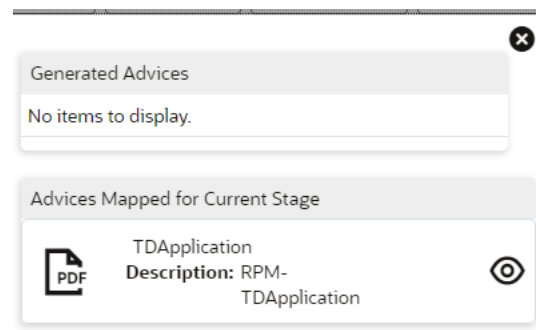 Generated Advices
No items to display.
Advices Mapped for Current Stage
TDApplication
PDF
Description: RPM-
TDApplication